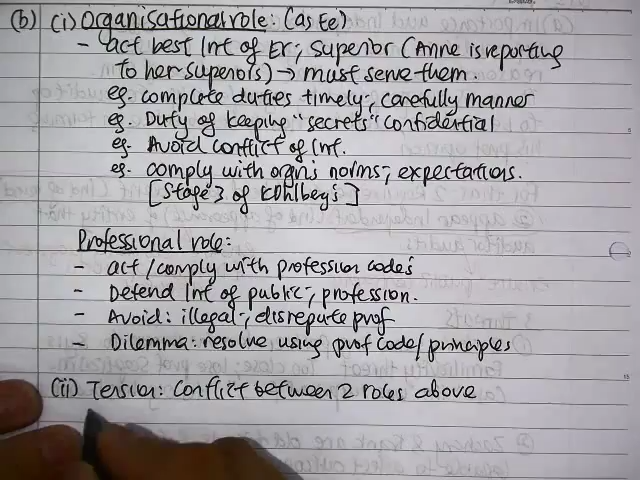 (b) (i) Organisational role: (as Ee)
- act best Int of Er, superior (Anne is reporting
to her superiors) → must serve them.
eg. complete duties timely, carefully manner
eg. Duty of keeping "secrets" confidential
eg. Avoid conflict of Int.
eg. comply with organ's norms, expectations.
[Stage 3 of Kohlberg's]
Professional role:
- act/comply with profession codes
- Defend Int of public, profession.
- Avoid: illegal, disrepute prof
- Dilemma: resolve using prof code/principles
(ii) Tension: Conflict between 2 roles above